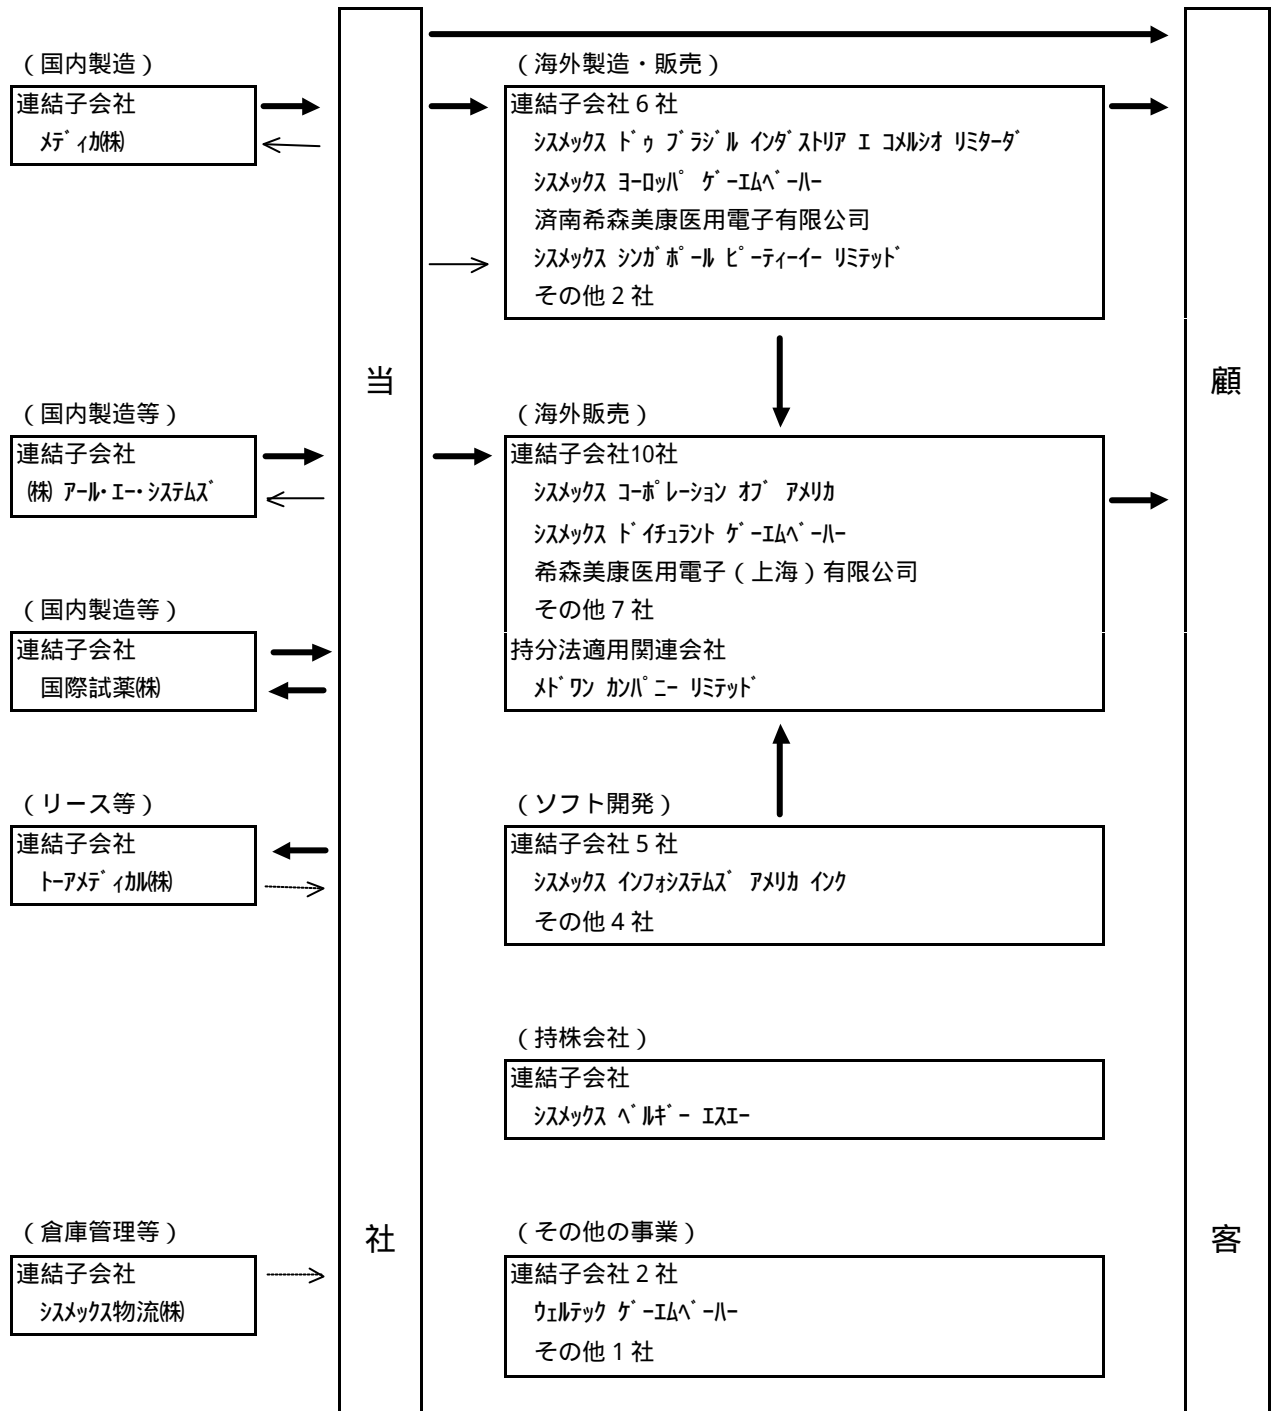 （国内製造）
連結子会社
ﾒﾃﾞｨｶ㈱
（国内製造等）
連結子会社
㈱ ｱｰﾙ･ｴｰ･ｼｽﾃﾑｽﾞ
（国内製造等）
連結子会社
国際試薬㈱
（リース等）
連結子会社
ﾄｰｱﾒﾃﾞｨｶﾙ㈱
（倉庫管理等）
連結子会社
ｼｽﾒｯｸｽ物流㈱
当
社
（海外製造・販売）
連結子会社６社
ｼｽﾒｯｸｽ ﾄﾞｩ ﾌﾞﾗｼﾞﾙ ｲﾝﾀﾞｽﾄﾘｱ ｴ ｺﾒﾙｼｵ ﾘﾐﾀｰﾀﾞ
ｼｽﾒｯｸｽ ﾖｰﾛｯﾊﾟ ｹﾞｰｴﾑﾍﾞｰﾊｰ
済南希森美康医用電子有限公司
ｼｽﾒｯｸｽ ｼﾝｶﾞﾎﾟｰﾙ ﾋﾟｰﾃｨｰｲｰ ﾘﾐﾃｯﾄﾞ
その他２社
（海外販売）
連結子会社10社
ｼｽﾒｯｸｽ ｺｰﾎﾟﾚｰｼｮﾝ ｵﾌﾞ ｱﾒﾘｶ
ｼｽﾒｯｸｽ ﾄﾞｲﾁｭﾗﾝﾄ ｹﾞｰｴﾑﾍﾞｰﾊｰ
希森美康医用電子（上海）有限公司
その他７社
持分法適用関連会社
ﾒﾄﾞﾜﾝ ｶﾝﾊﾟﾆｰ ﾘﾐﾃｯﾄﾞ
（ソフト開発）
連結子会社５社
ｼｽﾒｯｸｽ ｲﾝﾌｫｼｽﾃﾑｽﾞ ｱﾒﾘｶ ｲﾝｸ
その他４社
（持株会社）
連結子会社
ｼｽﾒｯｸｽ ﾍﾞﾙｷﾞｰ ｴｽｴｰ
（その他の事業）
連結子会社２社
ｳｪﾙﾃｯｸ ｹﾞｰｴﾑﾍﾞｰﾊｰ
その他１社
顧
客